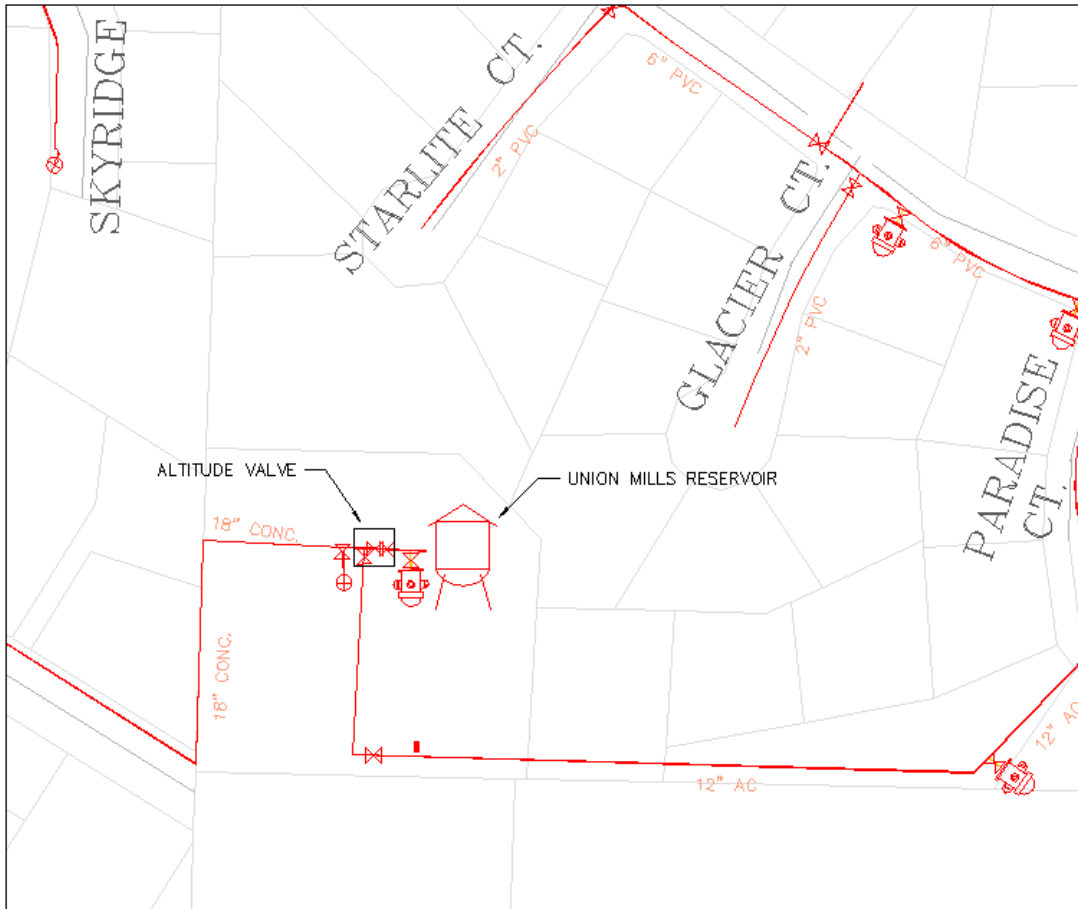 SKYRIDGE
STARLITE CT.
6" PVC
2" PVC
GLACIER CT.
6" PVC
2" PVC
PARADISE
CT.
ALTITUDE VALVE
UNION MILLS RESERVOIR
18" CONC.
18" CONC.
12" AC
12" AC